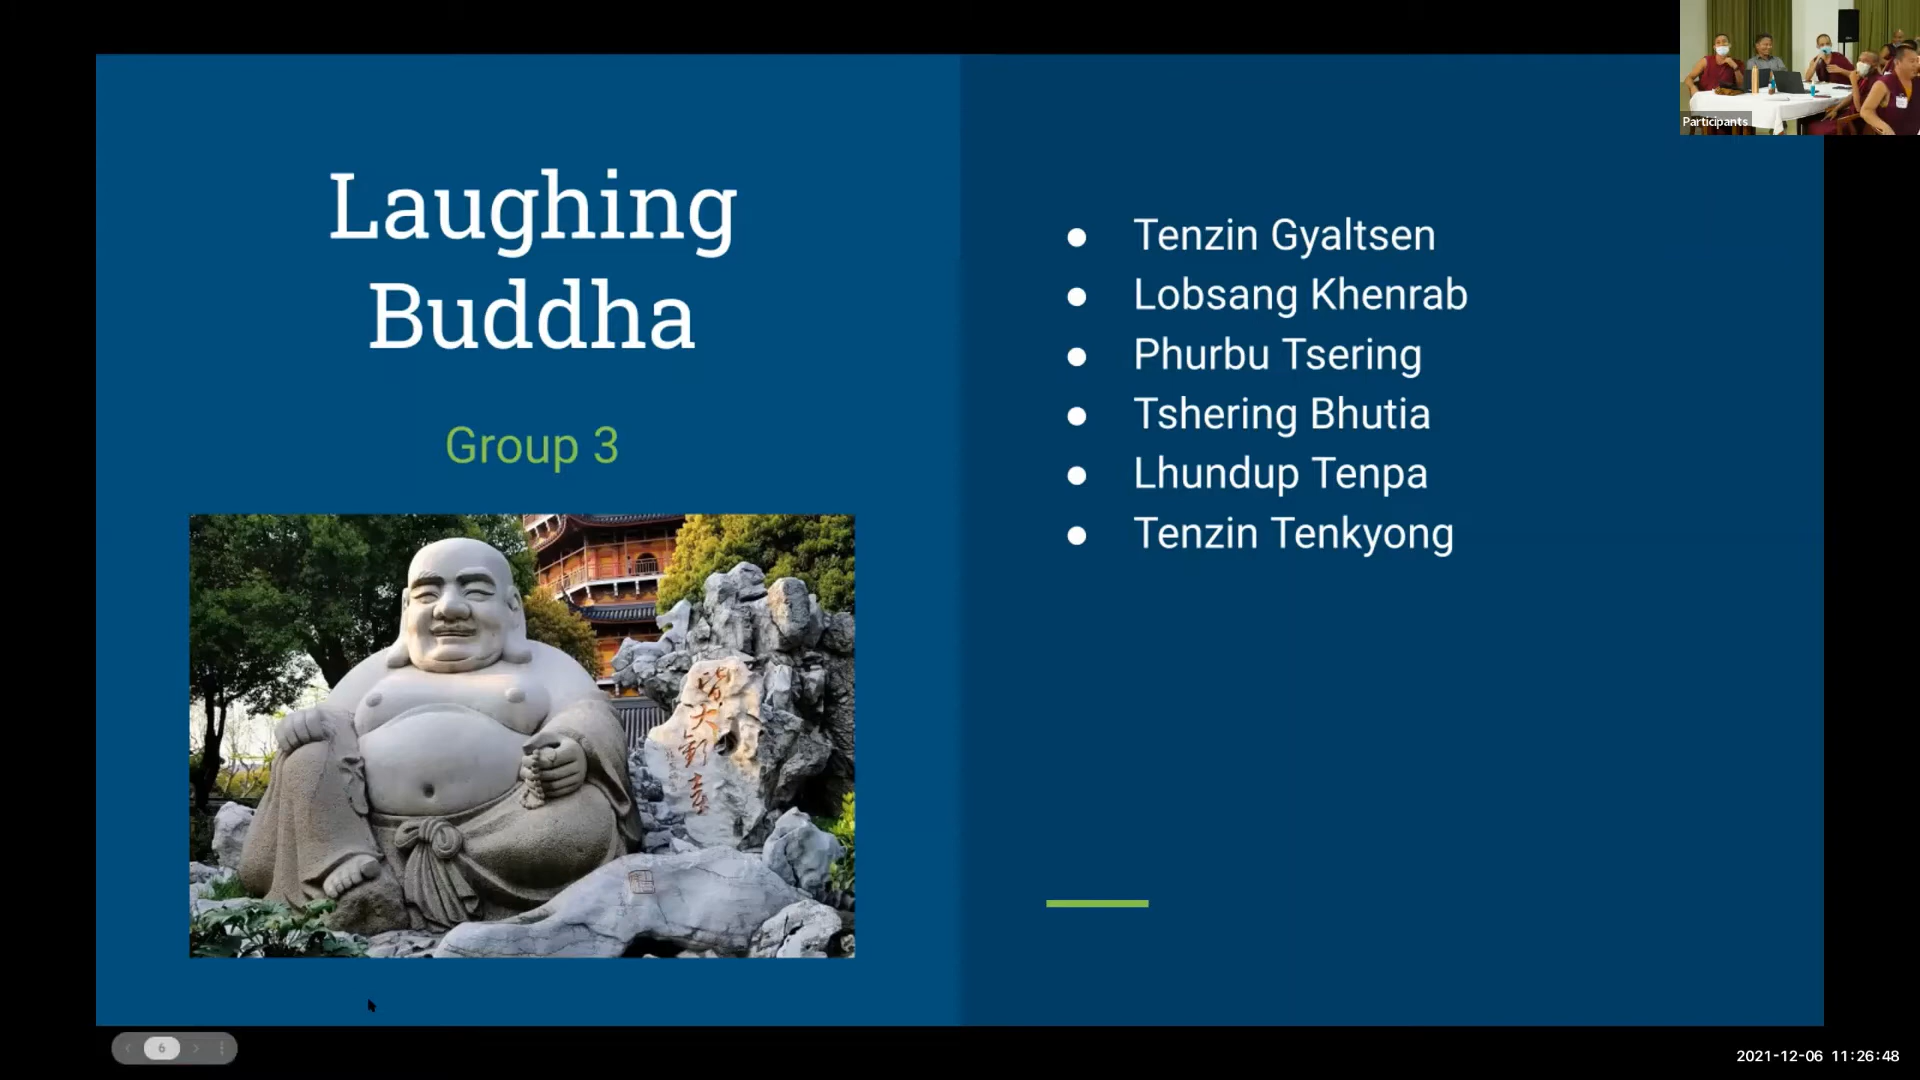 Laughing
Buddha
Group 3
● Tenzin Gyaltsen
● Lobsang Khenrab
● Phurbu Tsering
● Tshering Bhutia
● Lhundup Tenpa
● Tenzin Tenkyong
Participants
6
2021-12-06 11:26:48